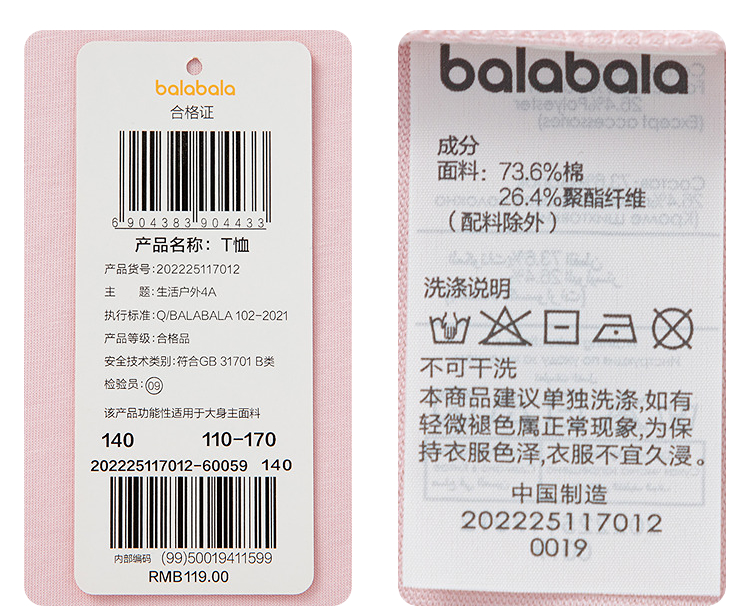 balabala
合格证
6 904383 904433
产品名称：T恤
产品货号:202225117012
主　　题:生活户外4A
执行标准:Q/BALABALA 102-2021
产品等级:合格品
安全技术类别:符合GB 31701 B类
检验员:09
该产品功能性适用于大身主面料
140 110-170
202225117012-60059 140
内部编码 (99)50019411599
RMB119.00
balabala
成分
面料：73.6%棉
26.4%聚酯纤维
（配料除外）
洗涤说明
不可干洗
本商品建议单独洗涤,如有
轻微褪色属正常现象,为保
持衣服色泽,衣服不宜久浸。
中国制造
202225117012
0019